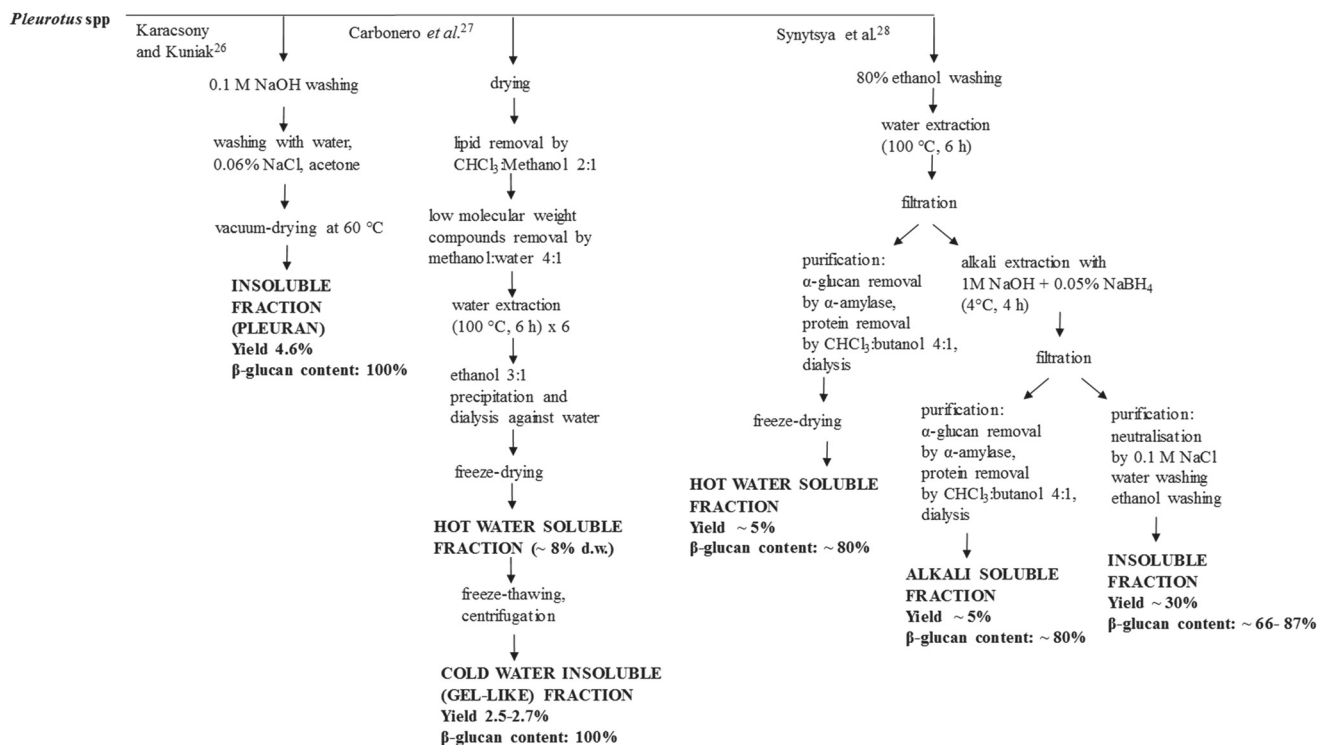 Pleurotus spp
Karacsony
and Kuniak26
0.1 M NaOH washing
washing with water,
0.06% NaCl, acetone
vacuum-drying at 60 °C
INSOLUBLE
FRACTION
(PLEURAN)
Yield 4.6%
β-glucan content: 100%
Carbonero et al.27
drying
lipid removal by
CHCl3:Methanol 2:1
low molecular weight
compounds removal by
methanol:water 4:1
water extraction
(100 °C, 6 h) x 6
ethanol 3:1
precipitation and
dialysis against water
freeze-drying
HOT WATER SOLUBLE
FRACTION (~ 8% d.w.)
freeze-thawing,
centrifugation
COLD WATER INSOLUBLE
(GEL-LIKE) FRACTION
Yield 2.5-2.7%
β-glucan content: 100%
Synytsya et al.28
80% ethanol washing
water extraction
(100 °C, 6 h)
filtration
purification:
α-glucan removal
by α-amylase,
protein removal
by CHCl3:butanol 4:1,
dialysis
freeze-drying
HOT WATER SOLUBLE
FRACTION
Yield ~ 5%
β-glucan content: ~ 80%
alkali extraction with
1M NaOH + 0.05% NaBH4
(4°C, 4 h)
filtration
purification:
α-glucan removal
by α-amylase,
protein removal
by CHCl3:butanol 4:1,
dialysis
ALKALI SOLUBLE
FRACTION
Yield ~ 5%
β-glucan content: ~ 80%
purification:
neutralisation
by 0.1 M NaCl
water washing
ethanol washing
INSOLUBLE
FRACTION
Yield ~ 30%
β-glucan content: ~ 66- 87%